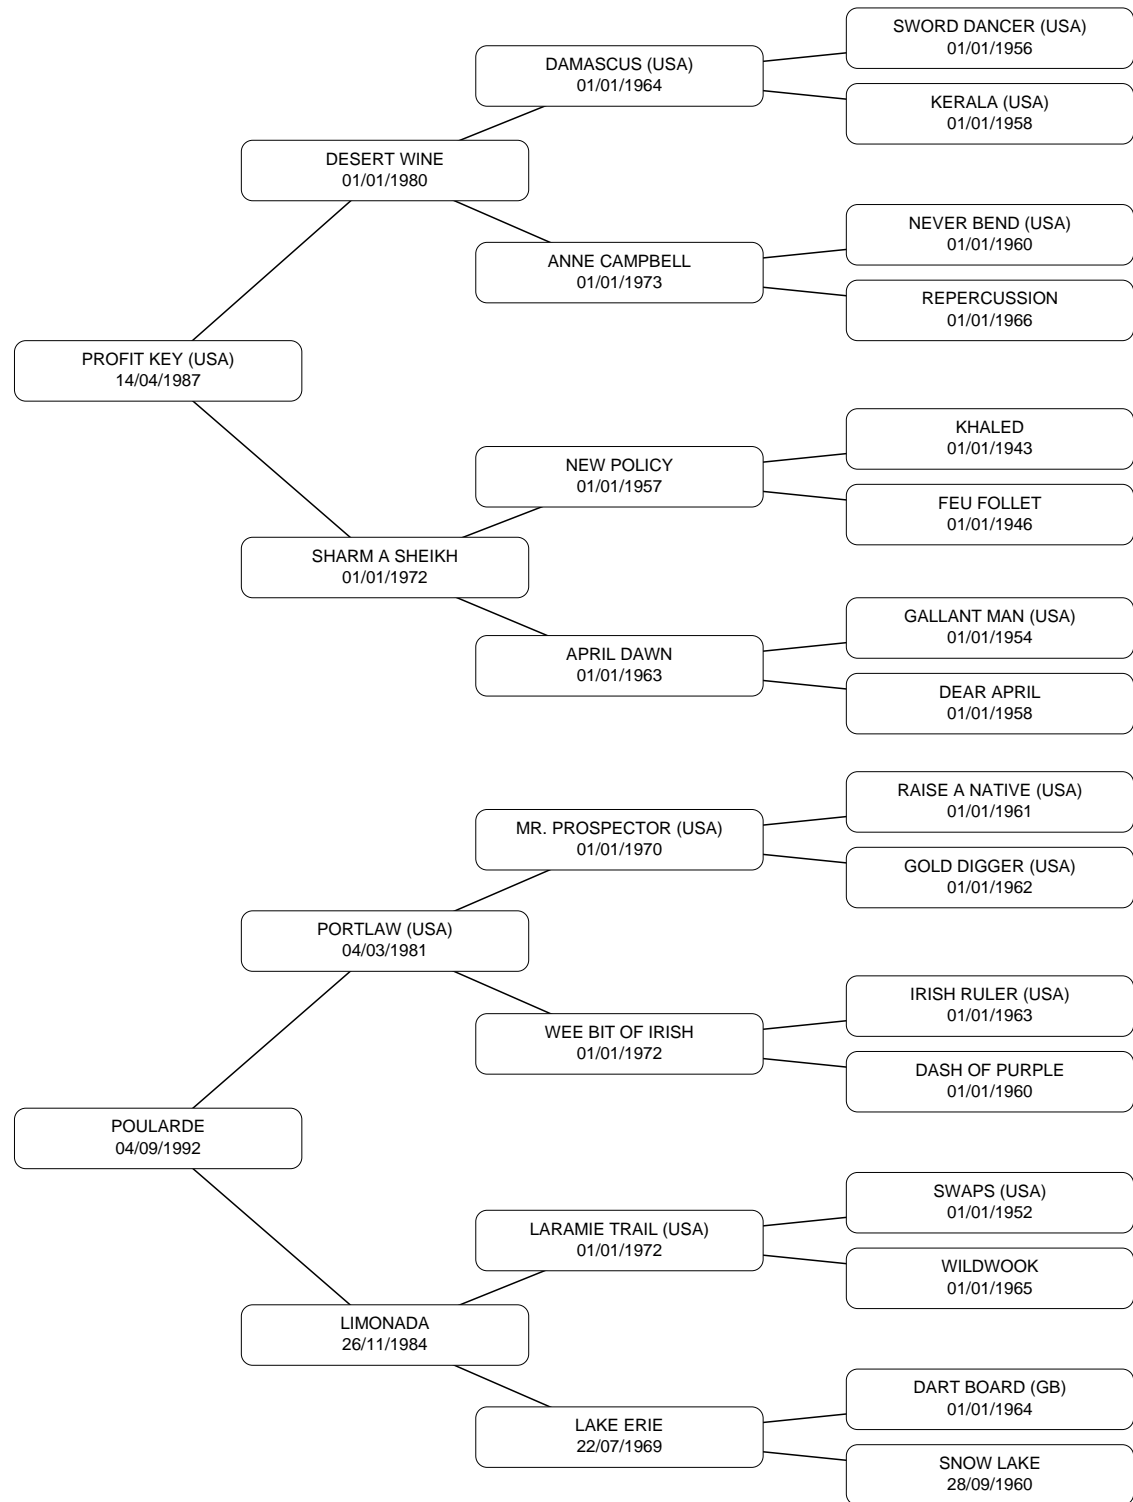 SWORD DANCER (USA)
01/01/1956
DAMASCUS (USA)
01/01/1964
KERALA (USA)
01/01/1958
DESERT WINE
01/01/1980
NEVER BEND (USA)
01/01/1960
ANNE CAMPBELL
01/01/1973
REPERCUSSION
01/01/1966
PROFIT KEY (USA)
14/04/1987
KHALED
01/01/1943
NEW POLICY
01/01/1957
FEU FOLLET
01/01/1946
SHARM A SHEIKH
01/01/1972
GALLANT MAN (USA)
01/01/1954
APRIL DAWN
01/01/1963
DEAR APRIL
01/01/1958
RAISE A NATIVE (USA)
01/01/1961
MR. PROSPECTOR (USA)
01/01/1970
GOLD DIGGER (USA)
01/01/1962
PORTLAW (USA)
04/03/1981
IRISH RULER (USA)
01/01/1963
WEE BIT OF IRISH
01/01/1972
DASH OF PURPLE
01/01/1960
POULARDE
04/09/1992
SWAPS (USA)
01/01/1952
LARAMIE TRAIL (USA)
01/01/1972
WILDWOOK
01/01/1965
LIMONADA
26/11/1984
DART BOARD (GB)
01/01/1964
LAKE ERIE
22/07/1969
SNOW LAKE
28/09/1960